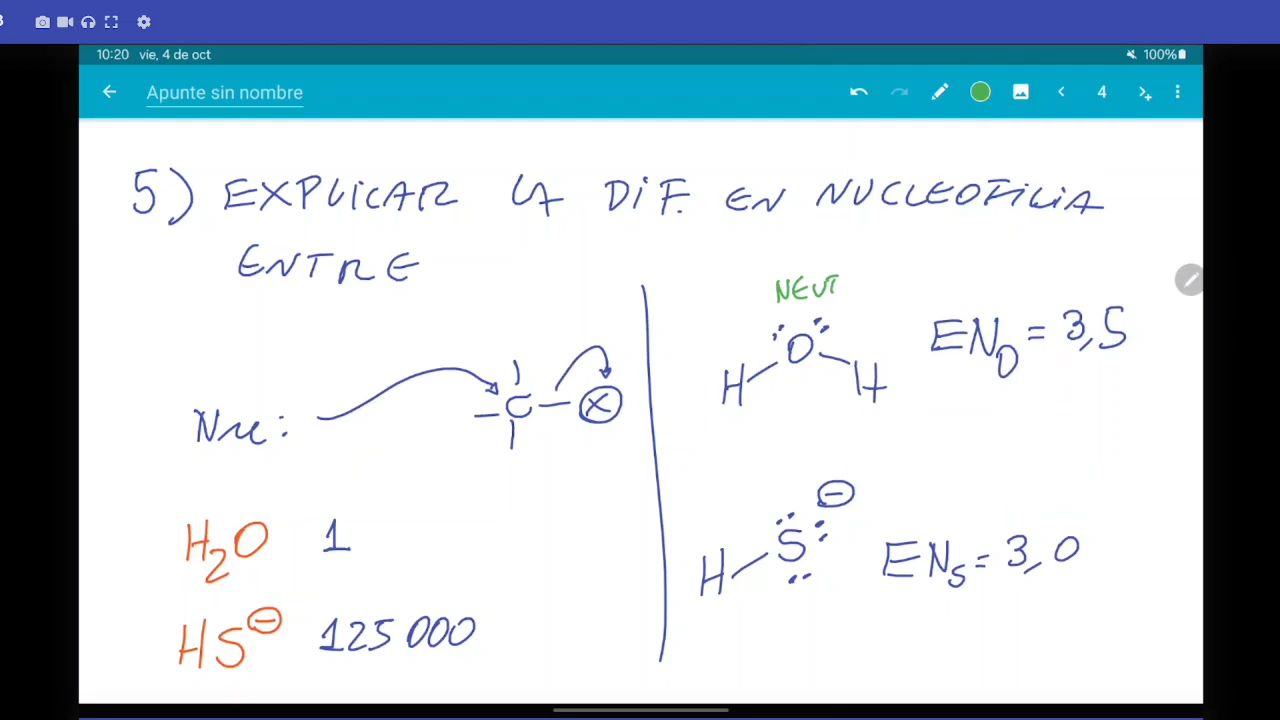 10:20 vie, 4 de oct
100%
Apunte sin nombre
4
5) EXPLICAR LA DIF. EN NUCLEOFILIA
ENTRE
Nu:
C
X
H2O 1
HS⊖ 125 000
NEUT
H O H
EN_O = 3,5
⊖
H S
EN_S = 3,0